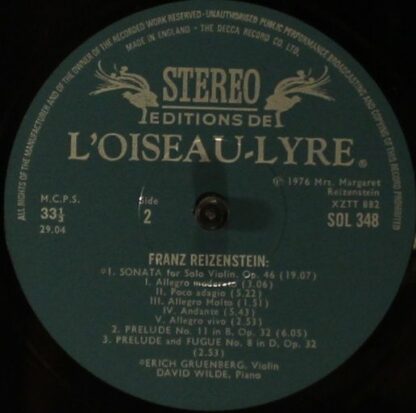 ALL RIGHTS OF THE MANUFACTURER AND OF THE OWNER OF THE RECORDED WORK RESERVED · UNAUTHORISED PUBLIC PERFORMANCE BROADCASTING AND COPYING OF THIS RECORD PROHIBITED
MADE IN ENGLAND · THE DECCA RECORD CO. LTD.
STEREO
EDITIONS DE
L'OISEAU-LYRE®
℗ 1976 Mrs. Margaret
Reizenstein
M.C.P.S.
33⅓
29.04
Side
2
XZTT 882
SOL 348
FRANZ REIZENSTEIN:
1. SONATA for Solo Violin, Op. 46 (19.07)
I. Allegro moderato (3.06)
II. Poco adagio (5.22)
III. Allegro Molto (1.51)
IV. Andante (5.43)
V. Allegro vivo (2.53)
2. PRELUDE No. 11 in B, Op. 32 (6.05)
3. PRELUDE and FUGUE No. 8 in D, Op. 32
(2.53)
ERICH GRUENBERG, Violin
DAVID WILDE, Piano